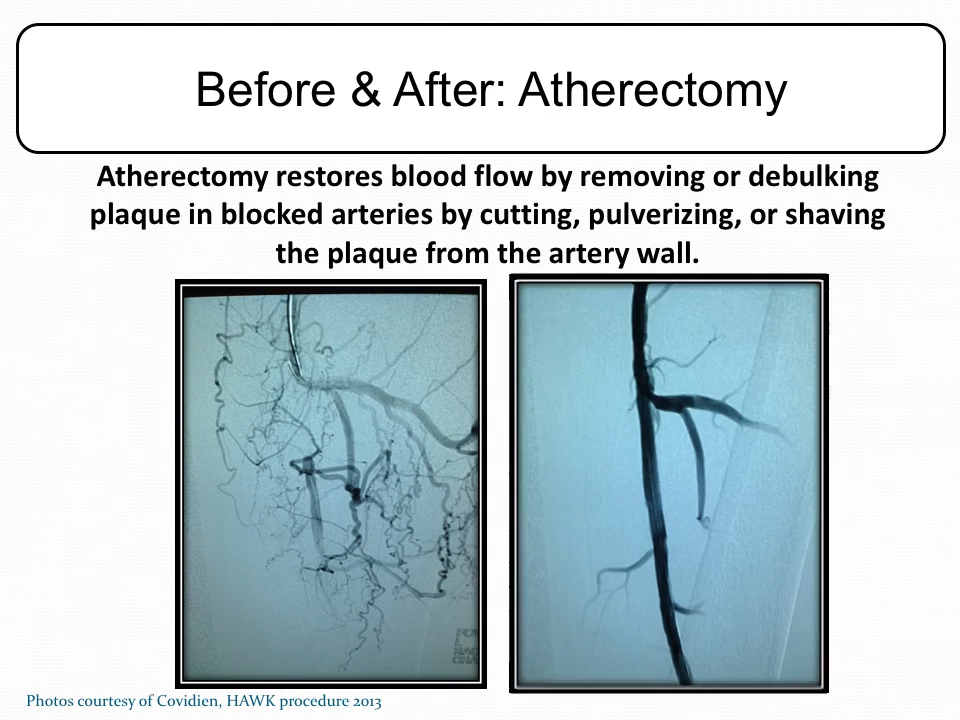 Before & After: Atherectomy
Atherectomy restores blood flow by removing or debulking
plaque in blocked arteries by cutting, pulverizing, or shaving
the plaque from the artery wall.
Photos courtesy of Covidien, HAWK procedure 2013